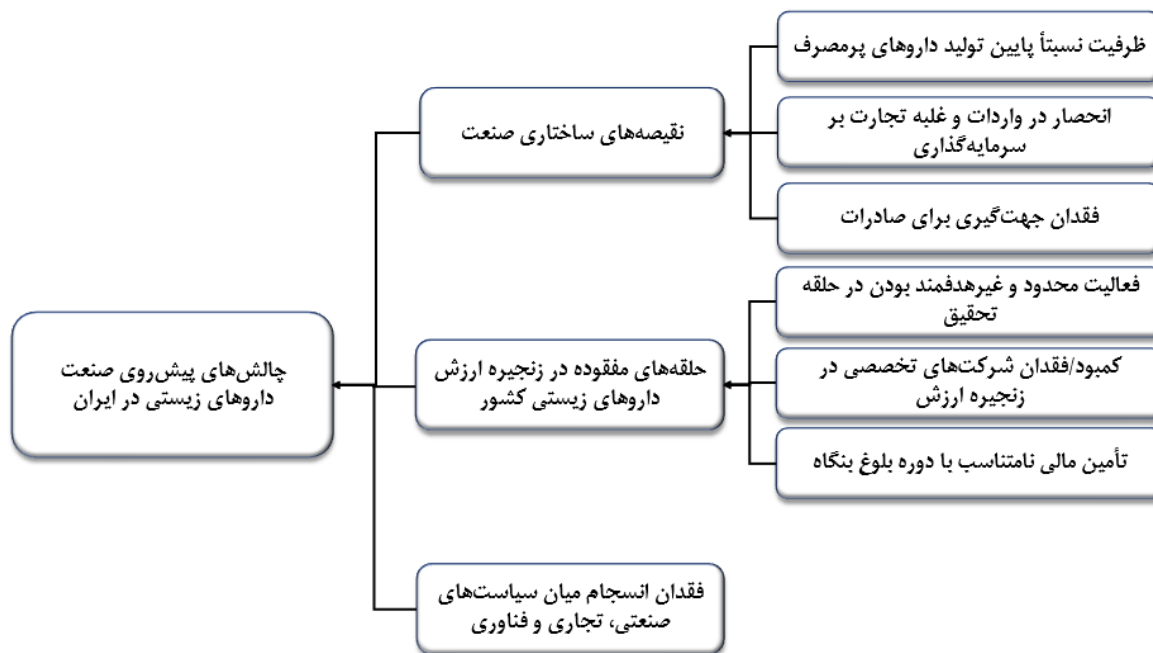 ظرفیت نسبتاً پایین تولید داروهای پرمصرف
نقیصه‌های ساختاری صنعت
انحصار در واردات و غلبه تجارت بر
سرمایه‌گذاری
فقدان جهت‌گیری برای صادرات
چالش‌های پیش‌روی صنعت
داروهای زیستی در ایران
حلقه‌های مفقوده در زنجیره ارزش
داروهای زیستی کشور
فعالیت محدود و غیرهدفمند بودن در حلقه
تحقیق
کمبود/فقدان شرکت‌های تخصصی در
زنجیره ارزش
تأمین مالی نامتناسب با دوره بلوغ بنگاه
فقدان انسجام میان سیاست‌های
صنعتی، تجاری و فناوری